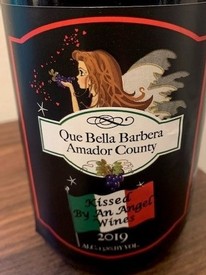 Que Bella Barbera
Amador County
Kissed
By An Angel
Wines
2019